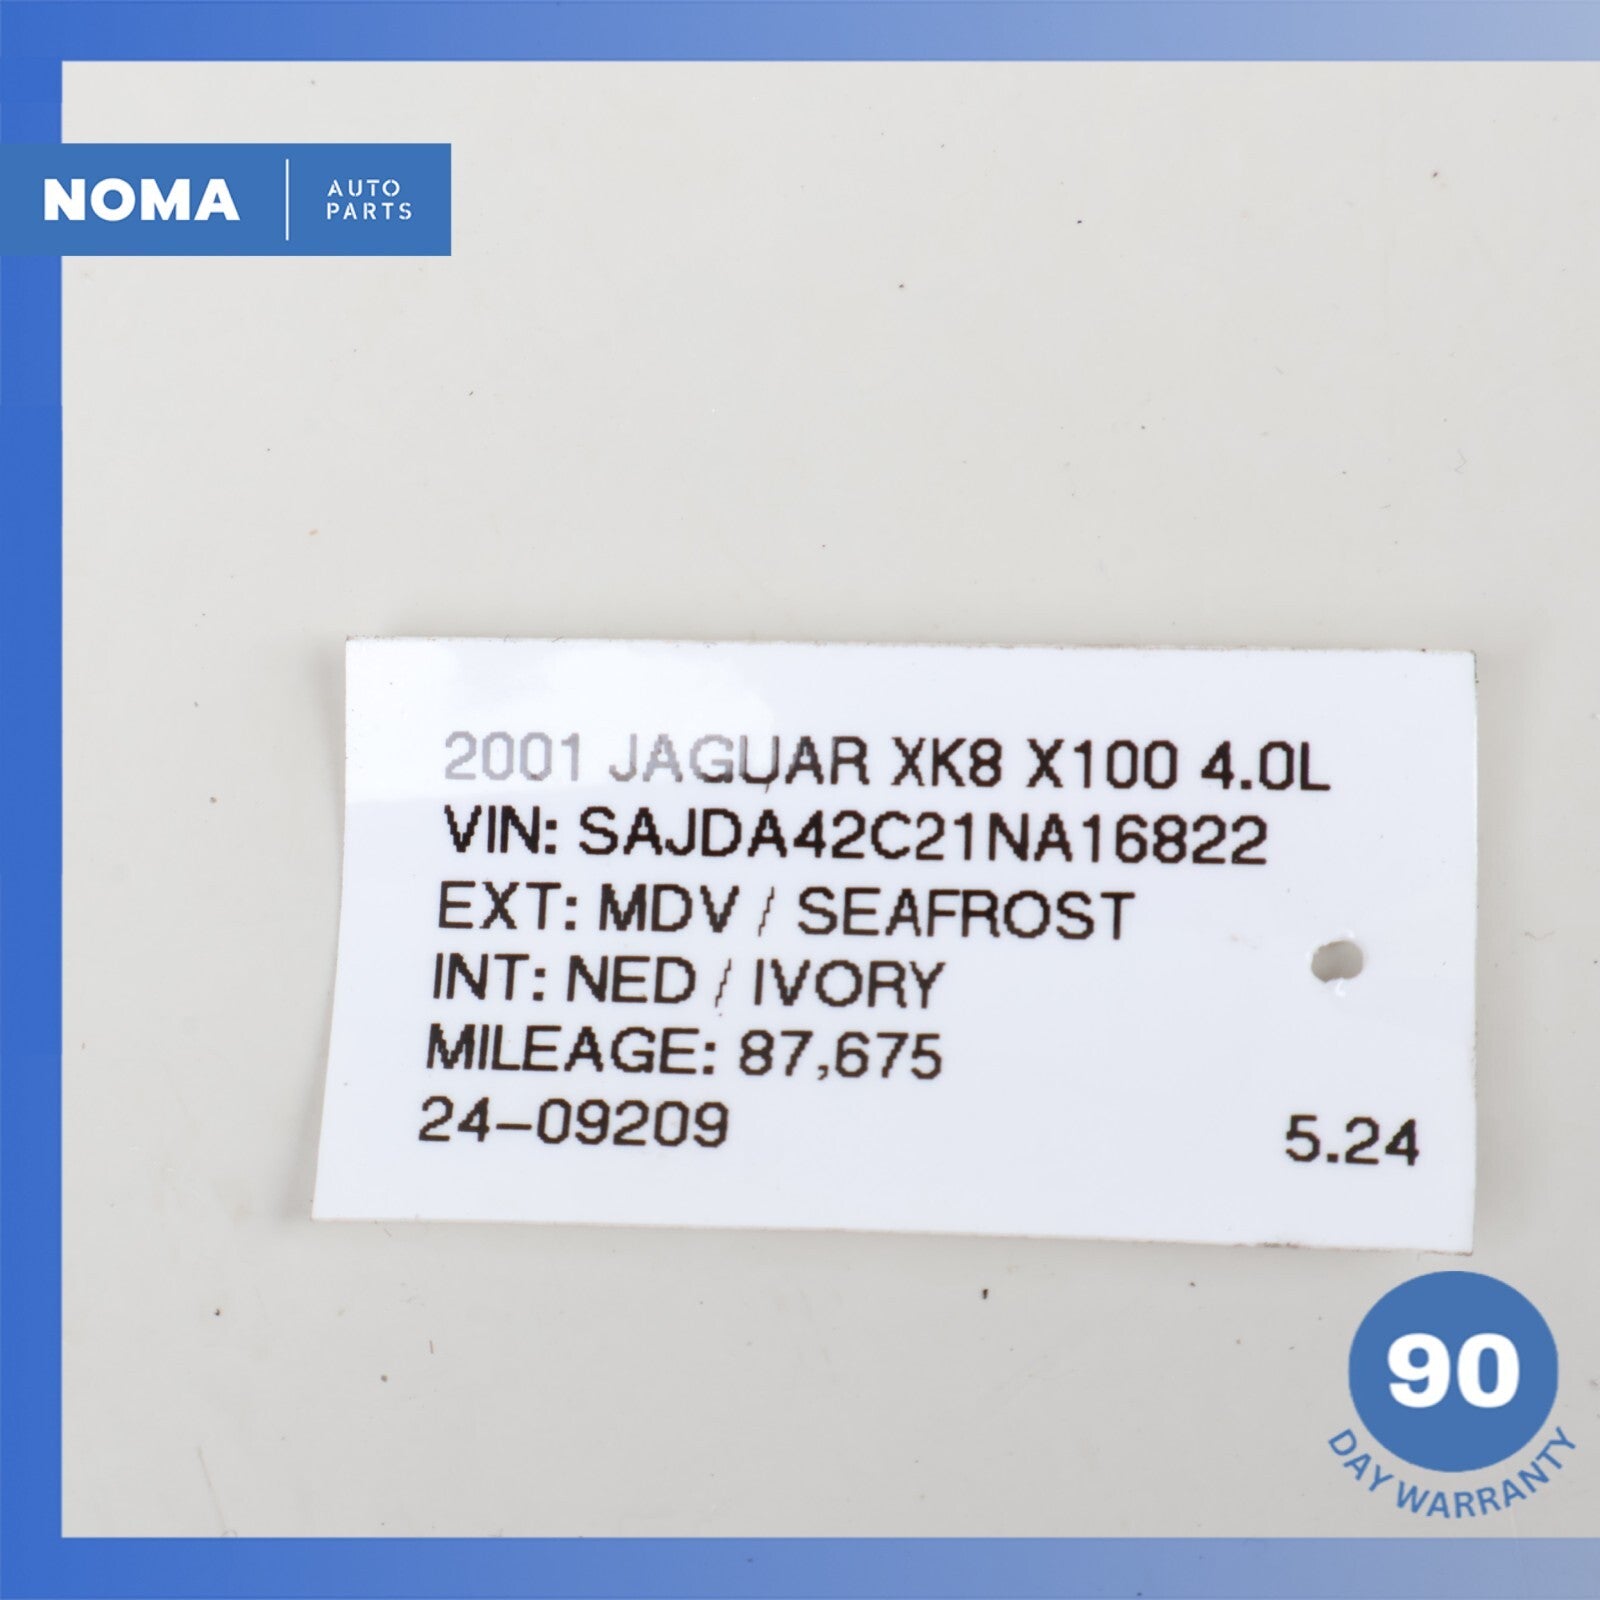 NOMA
AUTO
PARTS
2001 JAGUAR XK8 X100 4.0L
VIN: SAJDA42C21NA16822
EXT: MDV / SEAFROST
INT: NED / IVORY
MILEAGE: 87,675
24-09209
5.24
90
DAY WARRANTY